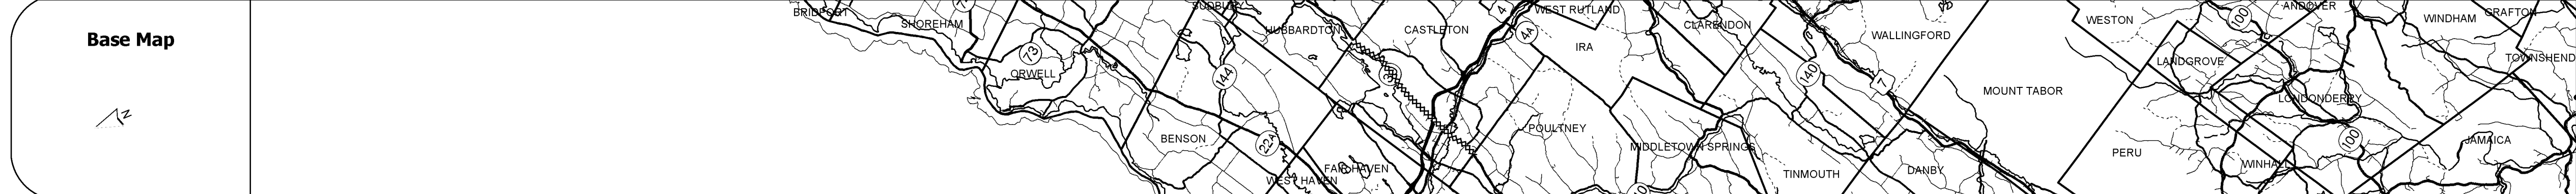 Base Map
N
BRIDPORT
SHOREHAM
73
ORWELL
SUDBURY
144
BENSON
22A
WEST HAVEN
FAIR HAVEN
HUBBARDTON
30
CASTLETON
4
4A
WEST RUTLAND
IRA
POULTNEY
MIDDLETOWN SPRINGS
CLARENDON
140
TINMOUTH
7
WALLINGFORD
DANBY
MOUNT TABOR
PERU
WESTON
LANDGROVE
100
ANDOVER
LONDONDERRY
100
WINHALL
WINDHAM
GRAFTON
TOWNSHEND
JAMAICA